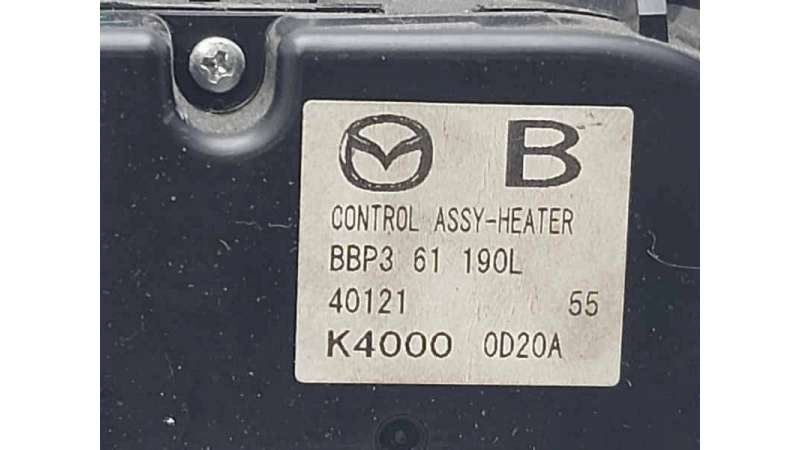 B
CONTROL ASSY-HEATER
BBP3 61 190L
40121 55
K4000 0D20A